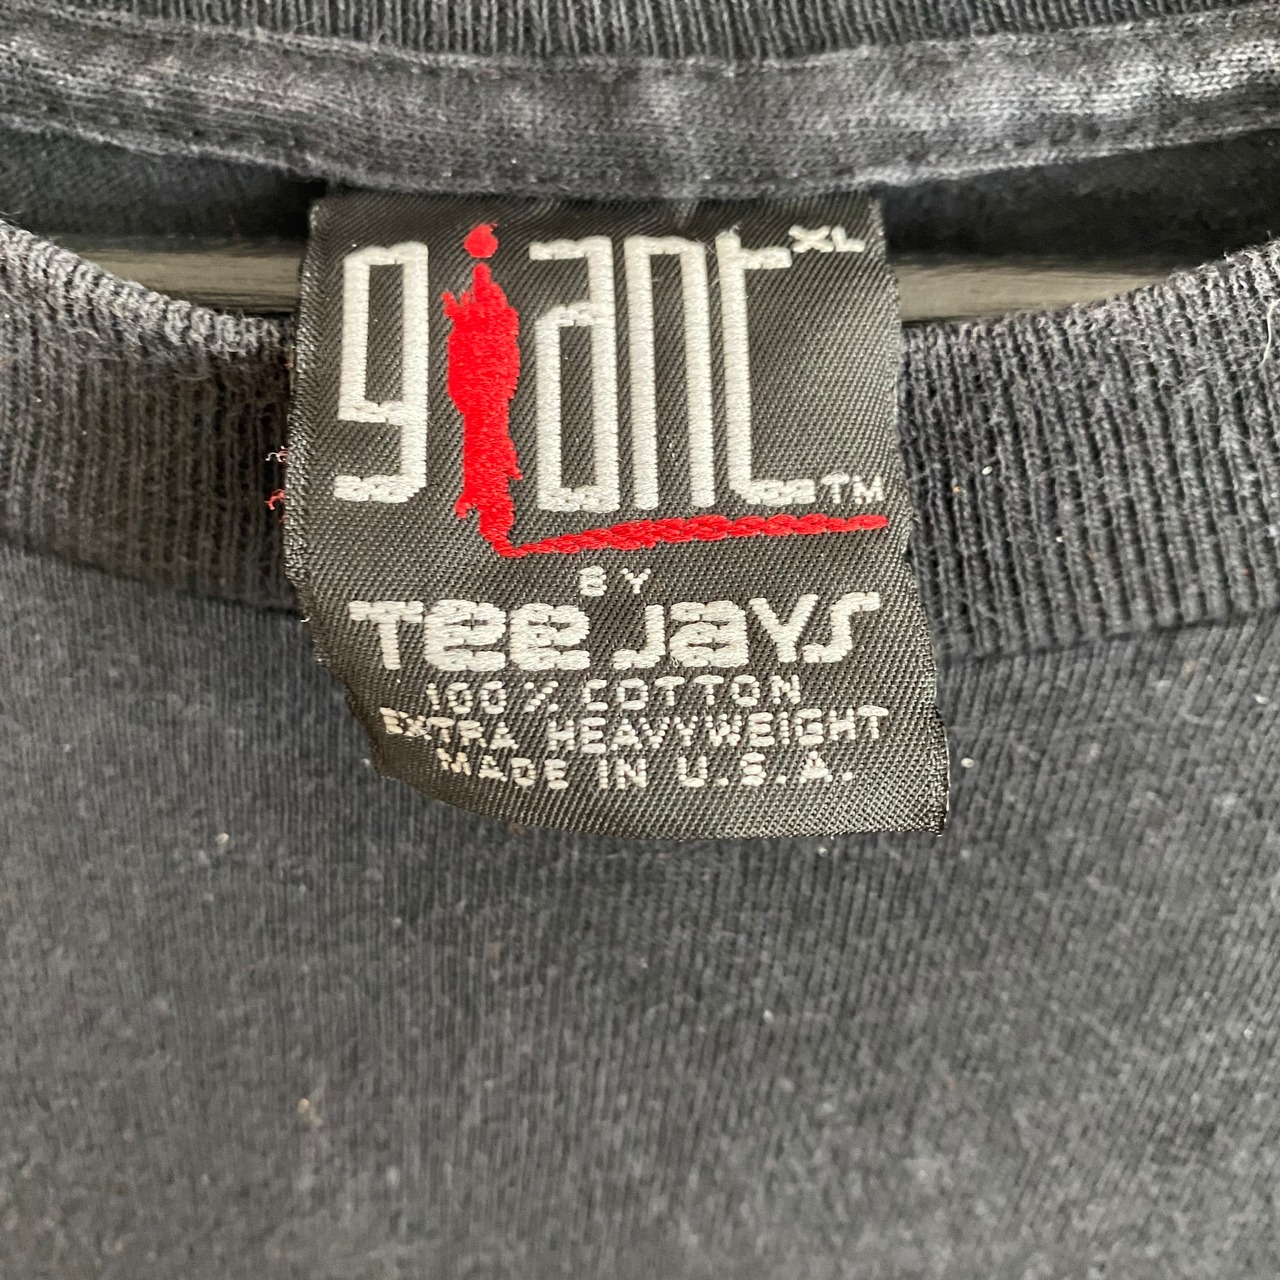 giant XL
TM
BY
Tee Jays
100% COTTON
EXTRA HEAVYWEIGHT
MADE IN U.S.A.